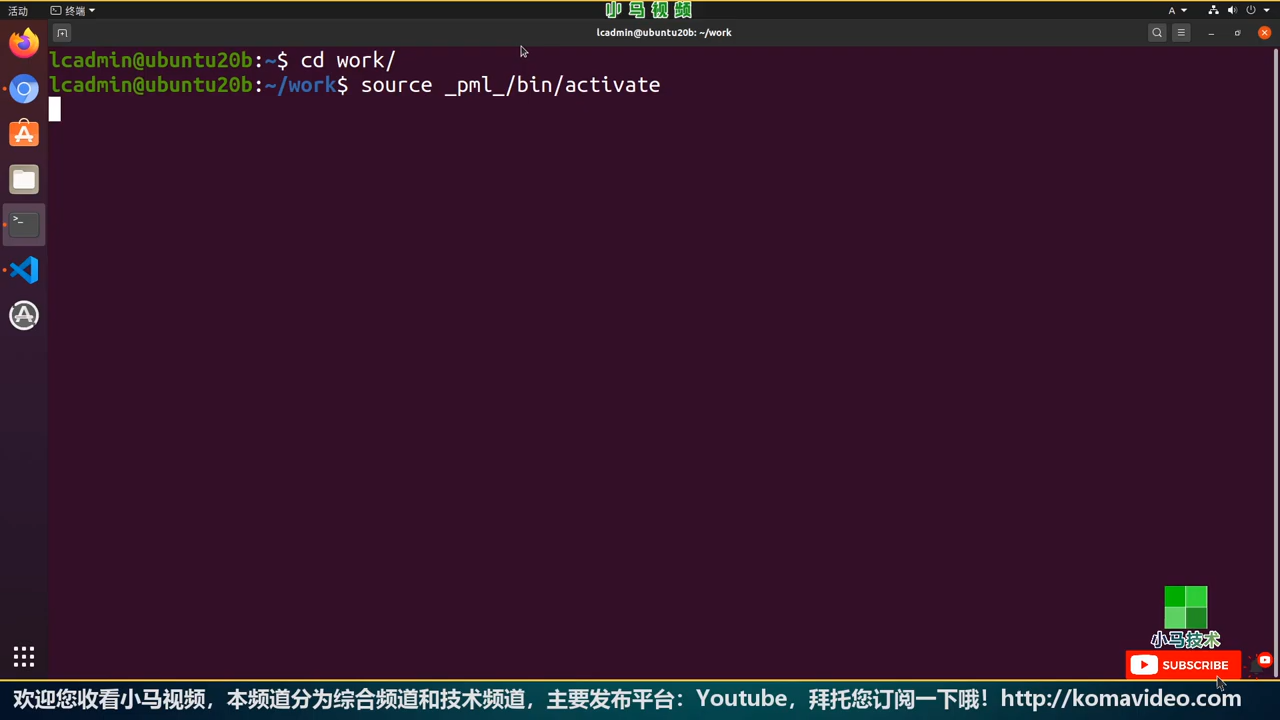 活动 终端 小马视频 A
lcadmin@ubuntu20b: ~/work
lcadmin@ubuntu20b:~$ cd work/
lcadmin@ubuntu20b:~/work$ source _pml_/bin/activate
小马技术
SUBSCRIBE
欢迎您收看小马视频，本频道分为综合频道和技术频道，主要发布平台：Youtube，拜托您订阅一下哦！http://komavideo.com